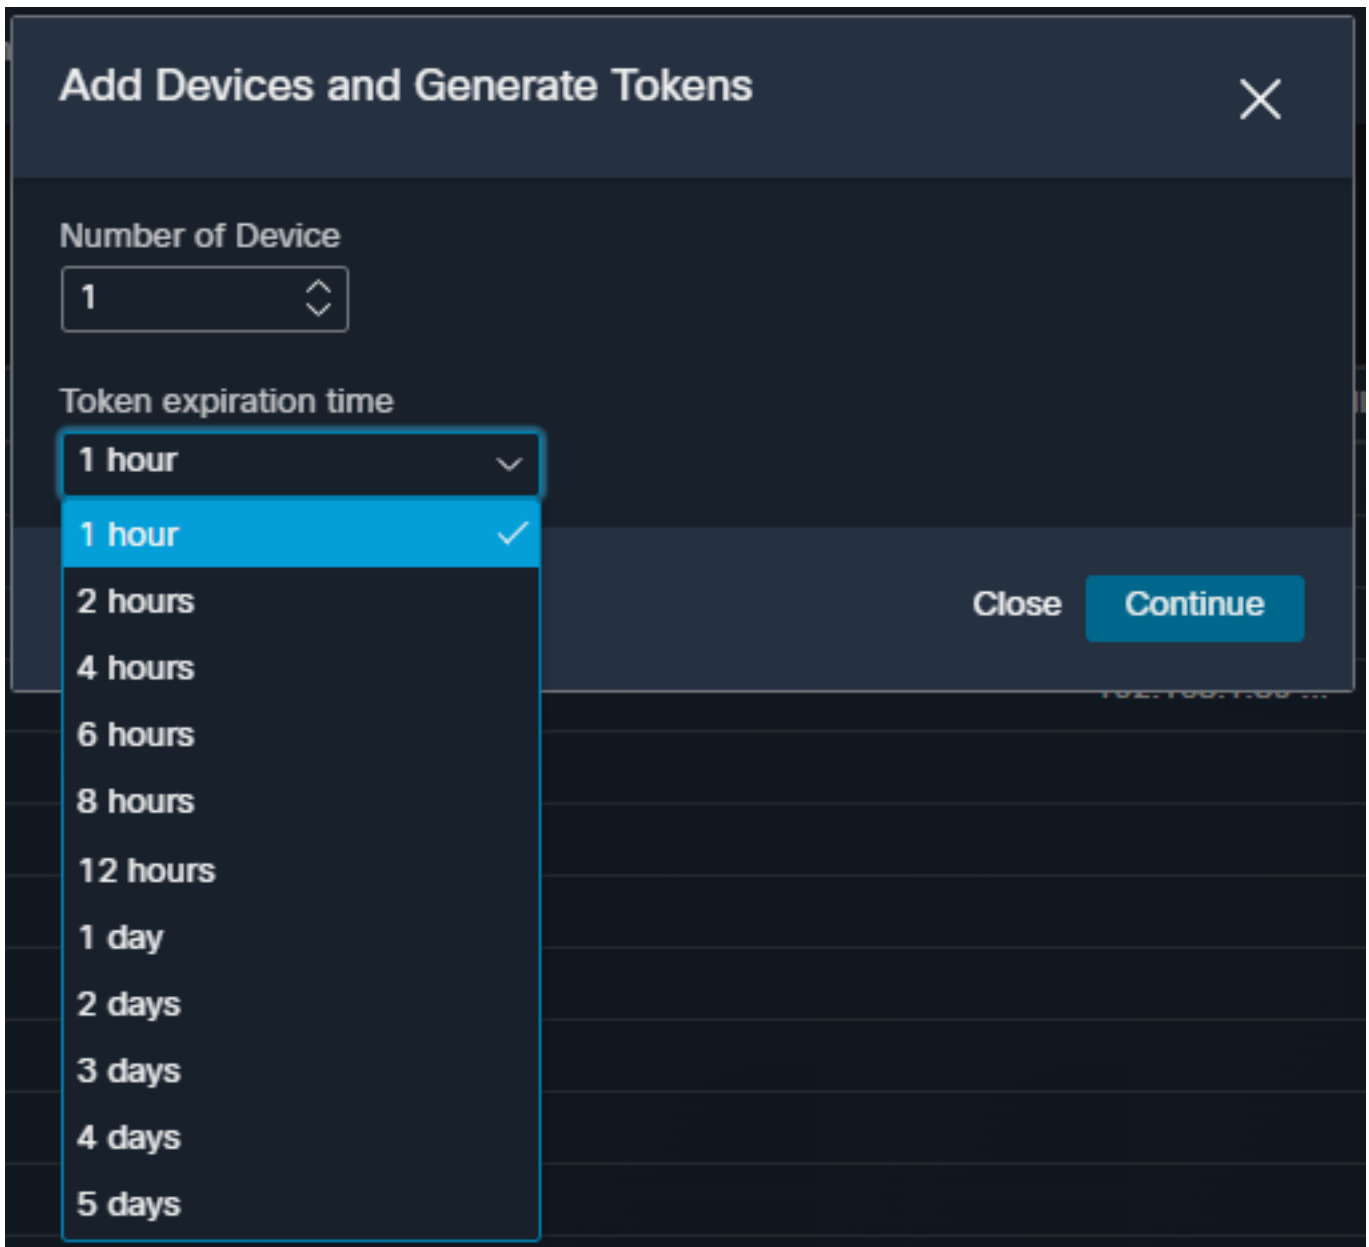 Add Devices and Generate Tokens
Number of Device
1
Token expiration time
1 hour
1 hour
2 hours
4 hours
6 hours
8 hours
12 hours
1 day
2 days
3 days
4 days
5 days
Close
Continue